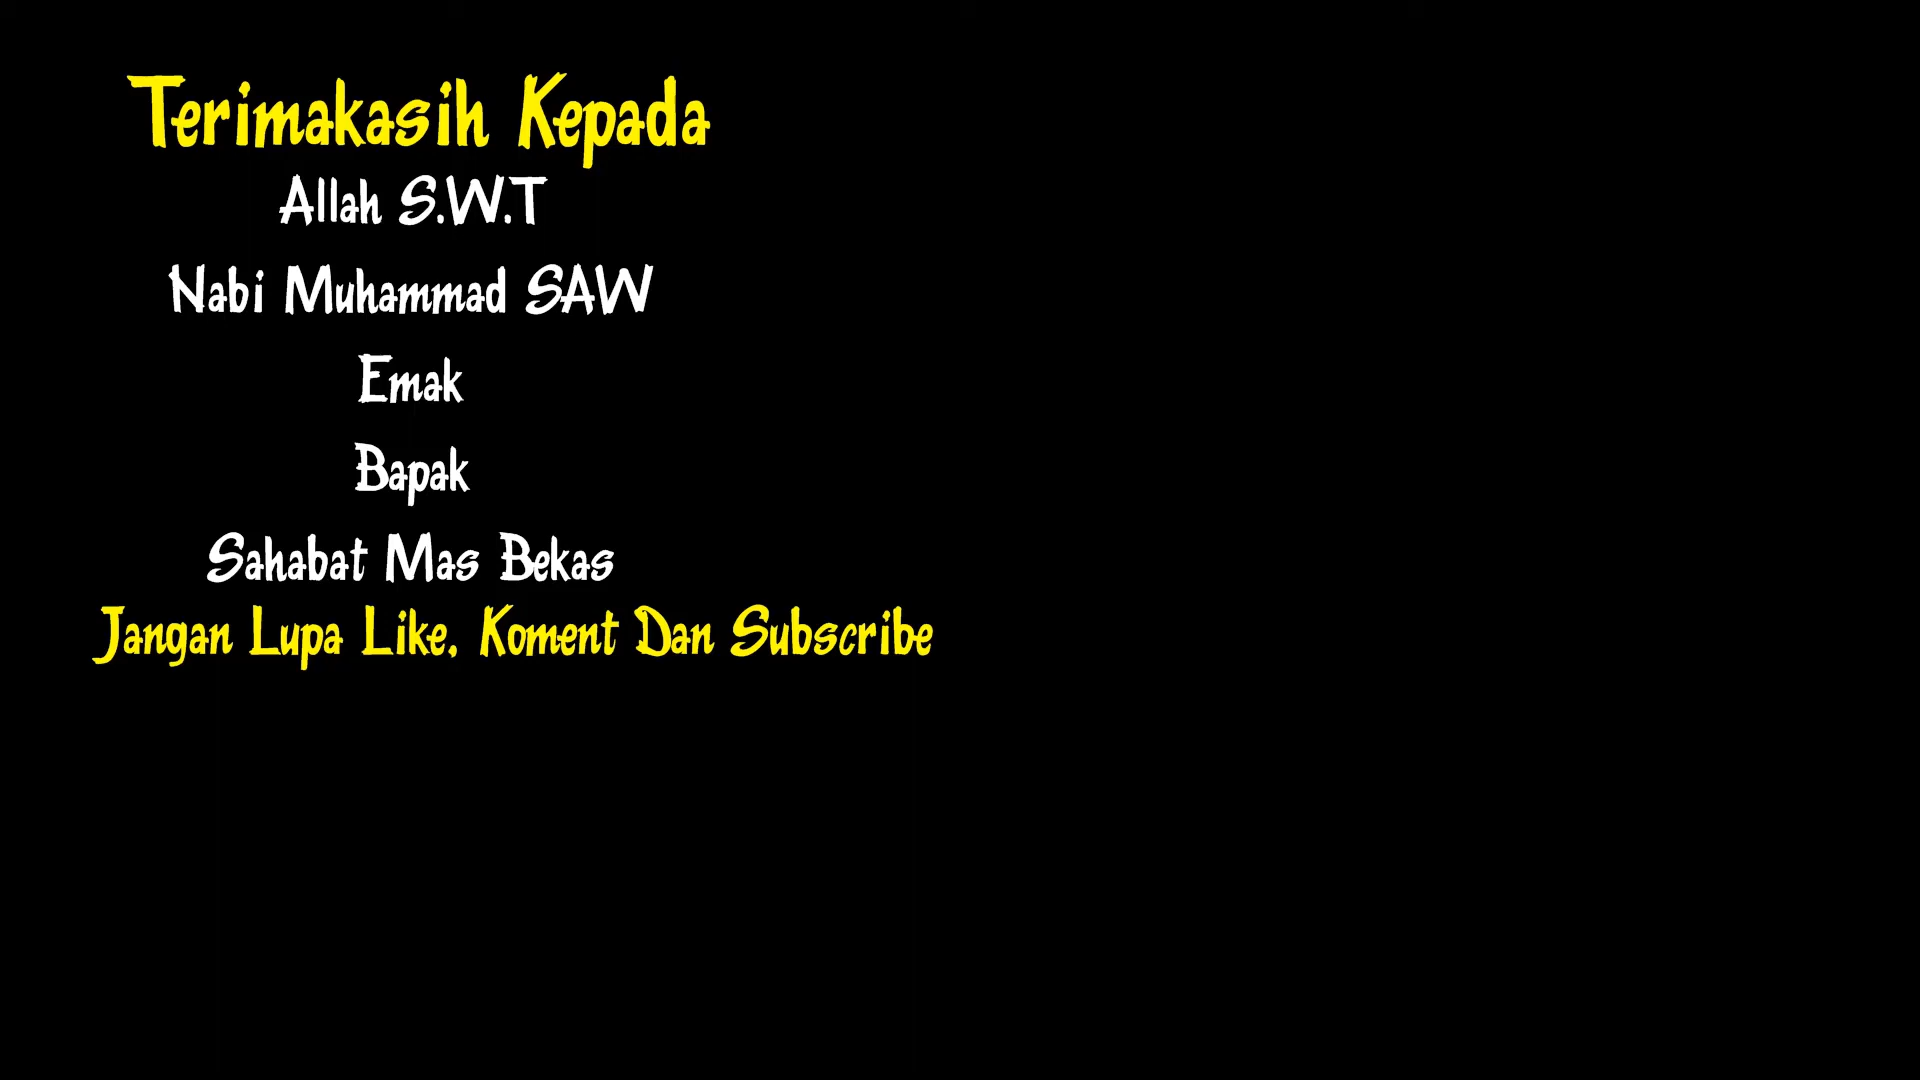 Terimakasih Kepada
Allah S.W.T
Nabi Muhammad SAW
Emak
Bapak
Sahabat Mas Bekas
Jangan Lupa Like, Koment Dan Subscribe